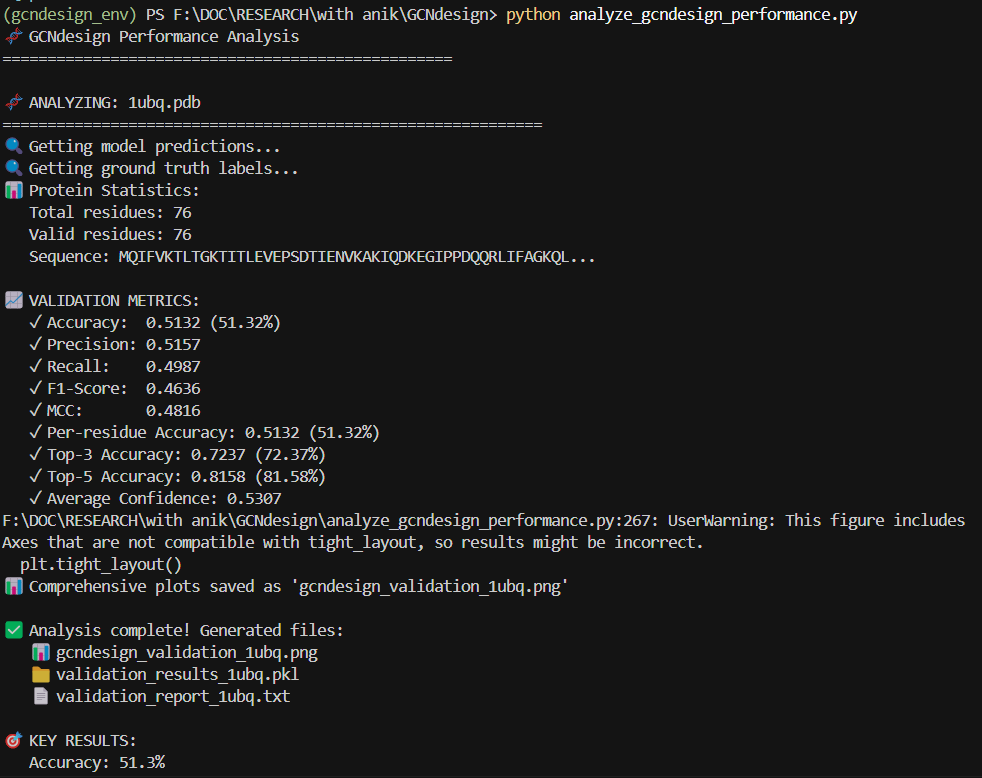 (gcndesign_env) PS F:\DOC\RESEARCH\with anik\GCNdesign> python analyze_gcndesign_performance.py
🧬 GCNdesign Performance Analysis
==================================================
🧬 ANALYZING: 1ubq.pdb
============================================================
🔍 Getting model predictions...
🔍 Getting ground truth labels...
📊 Protein Statistics:
Total residues: 76
Valid residues: 76
Sequence: MQIFVKTLTGKTITLEVEPSDTIENVKAKIQDKEGIPPDQQRLIFAGKQL...
📈 VALIDATION METRICS:
✓ Accuracy:  0.5132 (51.32%)
✓ Precision: 0.5157
✓ Recall:    0.4987
✓ F1-Score:  0.4636
✓ MCC:       0.4816
✓ Per-residue Accuracy: 0.5132 (51.32%)
✓ Top-3 Accuracy: 0.7237 (72.37%)
✓ Top-5 Accuracy: 0.8158 (81.58%)
✓ Average Confidence: 0.5307
F:\DOC\RESEARCH\with anik\GCNdesign\analyze_gcndesign_performance.py:267: UserWarning: This figure includes
Axes that are not compatible with tight_layout, so results might be incorrect.
plt.tight_layout()
📊 Comprehensive plots saved as 'gcndesign_validation_1ubq.png'
✅ Analysis complete! Generated files:
📊 gcndesign_validation_1ubq.png
📁 validation_results_1ubq.pkl
📄 validation_report_1ubq.txt
🎯 KEY RESULTS:
Accuracy: 51.3%